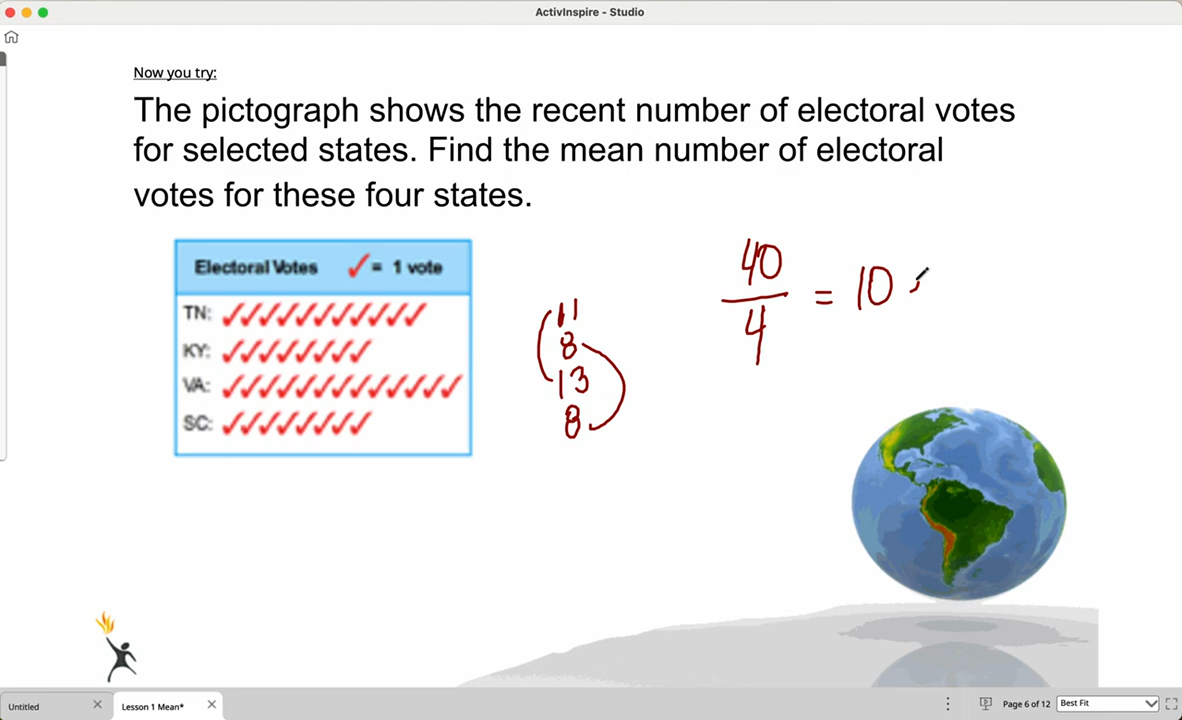 ActivInspire - Studio
Now you try:
The pictograph shows the recent number of electoral votes
for selected states. Find the mean number of electoral
votes for these four states.
Electoral Votes ✓= 1 vote
TN: ✓✓✓✓✓✓✓✓✓✓✓
KY: ✓✓✓✓✓✓✓✓
VA: ✓✓✓✓✓✓✓✓✓✓✓✓✓
SC: ✓✓✓✓✓✓✓✓
11
8
13
8
40
4
= 10
Untitled
Lesson 1 Mean*
Page 6 of 12
Best Fit